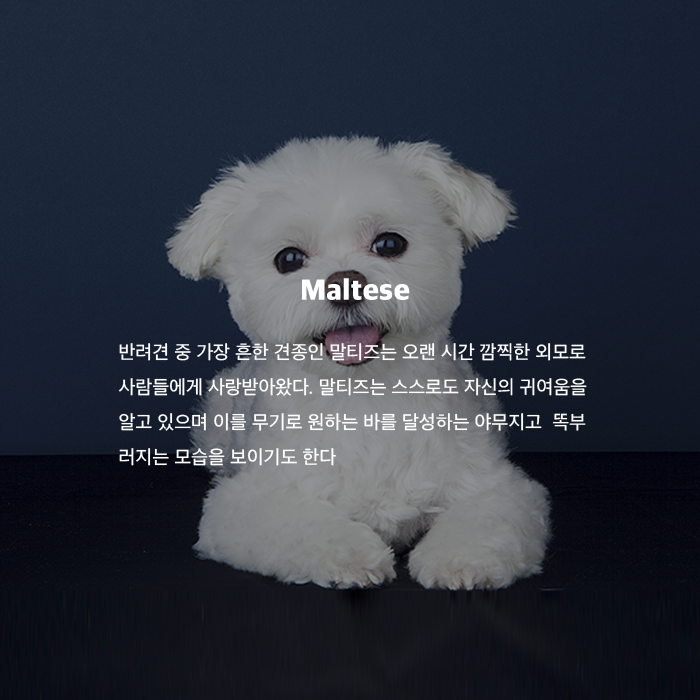 Maltese
반려견 중 가장 흔한 견종인 말티즈는 오랜 시간 깜찍한 외모로
사람들에게 사랑받아왔다. 말티즈는 스스로도 자신의 귀여움을
알고 있으며 이를 무기로 원하는 바를 달성하는 야무지고  똑부
러지는 모습을 보이기도 한다